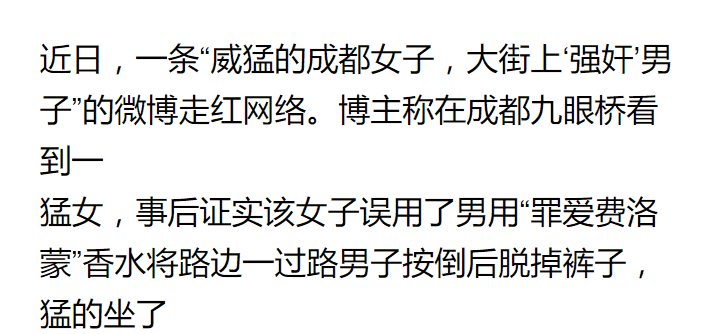 近日，一条“威猛的成都女子，大街上‘强奸’男
子”的微博走红网络。博主称在成都九眼桥看
到一
猛女，事后证实该女子误用了男用“罪爱费洛
蒙”香水将路边一过路男子按倒后脱掉裤子，
猛的坐了